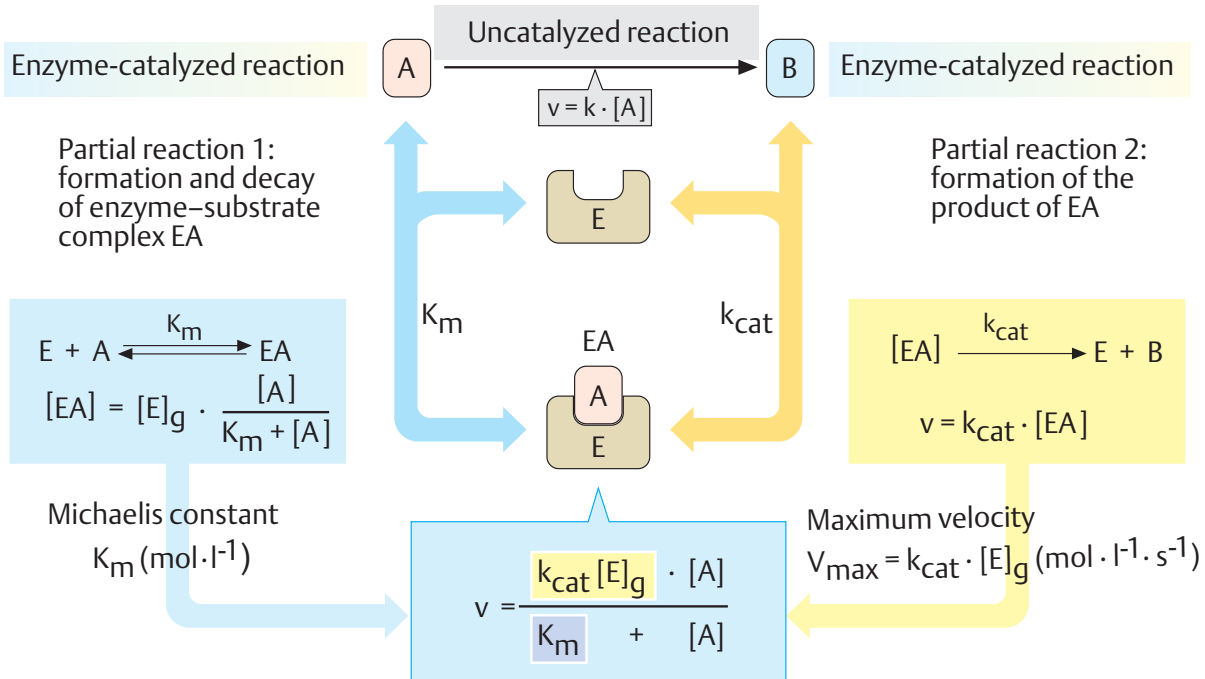 Uncatalyzed reaction
Enzyme-catalyzed reaction
A
B
Enzyme-catalyzed reaction
v = k · [A]
Partial reaction 1:
formation and decay
of enzyme–substrate
complex EA
E
Partial reaction 2:
formation of the
product of EA
Km
kcat
Km
E + A EA
[EA] = [E]g · [A]
Km + [A]
EA
A
E
kcat
[EA] E + B
v = kcat · [EA]
Michaelis constant
Km (mol·l-1)
Maximum velocity
Vmax = kcat · [E]g (mol · l-1· s-1)
v = kcat [E]g · [A]
Km + [A]